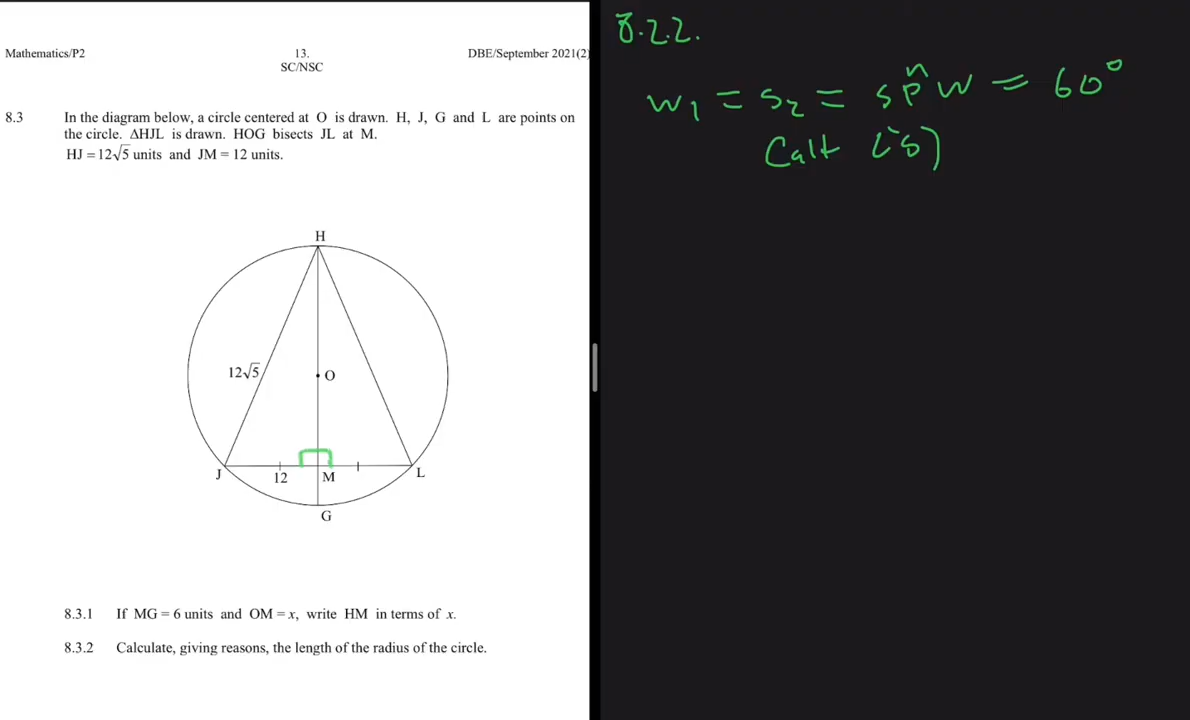 Mathematics/P2
13.
DBE/September 2021(2)
SC/NSC
8.3 In the diagram below, a circle centered at O is drawn. H, J, G and L are points on
the circle. ΔHJL is drawn. HOG bisects JL at M.
HJ = 12√5 units and JM = 12 units.
H
12√5
O
J
12
M
L
G
8.3.1 If MG = 6 units and OM = x, write HM in terms of x.
8.3.2 Calculate, giving reasons, the length of the radius of the circle.
8.2.2.
w₁ = S₂ = SP̂W = 60°